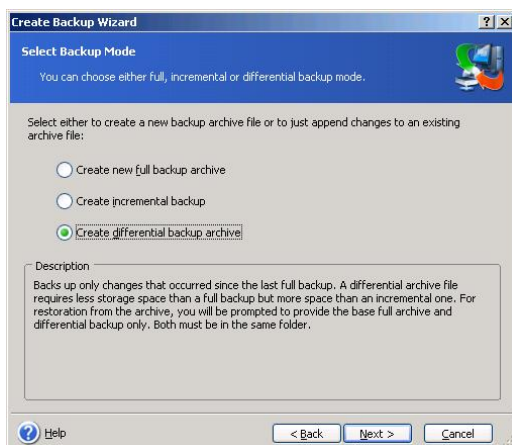 Create Backup Wizard
Select Backup Mode
You can choose either full, incremental or differential backup mode.
Select either to create a new backup archive file or to just append changes to an existing
archive file:
Create new full backup archive
Create incremental backup
Create differential backup archive
Description
Backs up only changes that occurred since the last full backup. A differential archive file
requires less storage space than a full backup but more space than an incremental one. For
restoration from the archive, you will be prompted to provide the base full archive and
differential backup only. Both must be in the same folder.
Help
< Back
Next >
Cancel